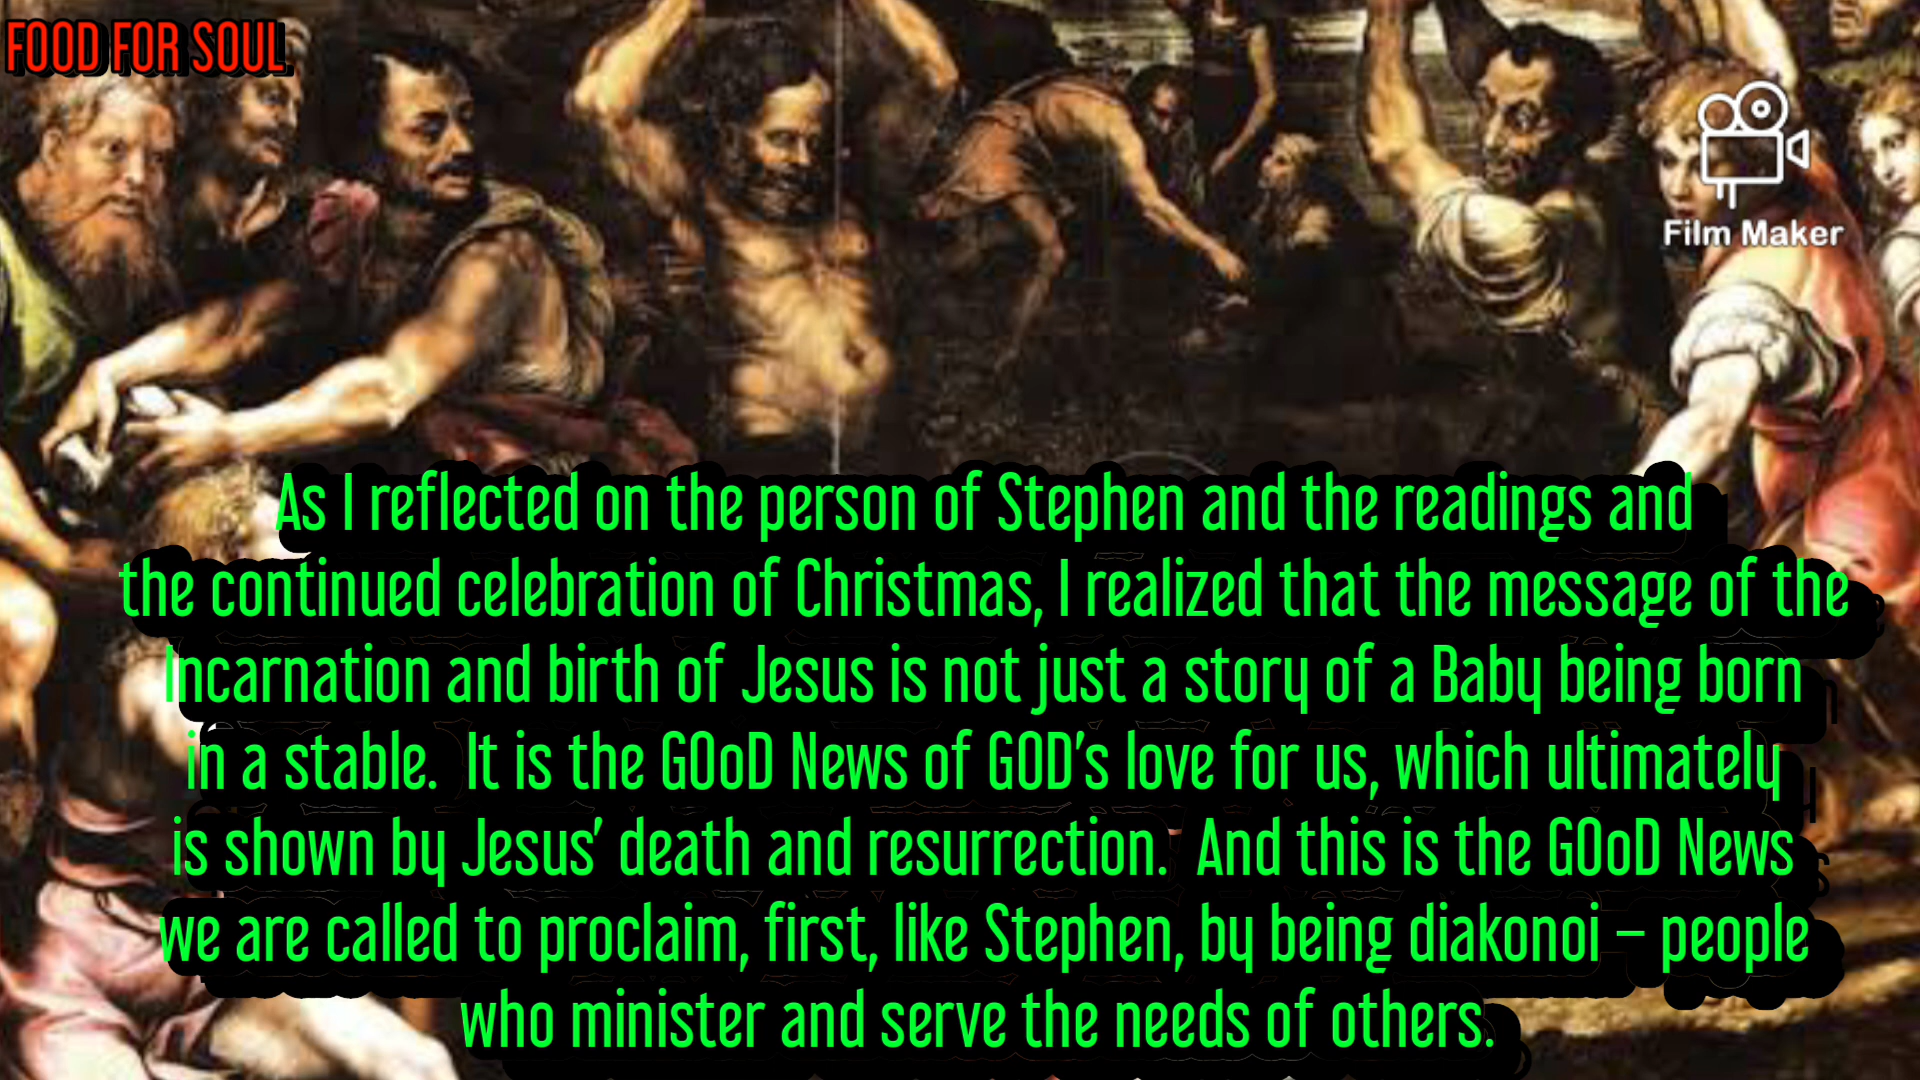 FOOD FOR SOUL
Film Maker
As I reflected on the person of Stephen and the readings and
the continued celebration of Christmas, I realized that the message of the
Incarnation and birth of Jesus is not just a story of a Baby being born
in a stable.  It is the GOoD News of GOD's love for us, which ultimately
is shown by Jesus' death and resurrection.  And this is the GOoD News
we are called to proclaim, first, like Stephen, by being diakonoi – people
who minister and serve the needs of others.